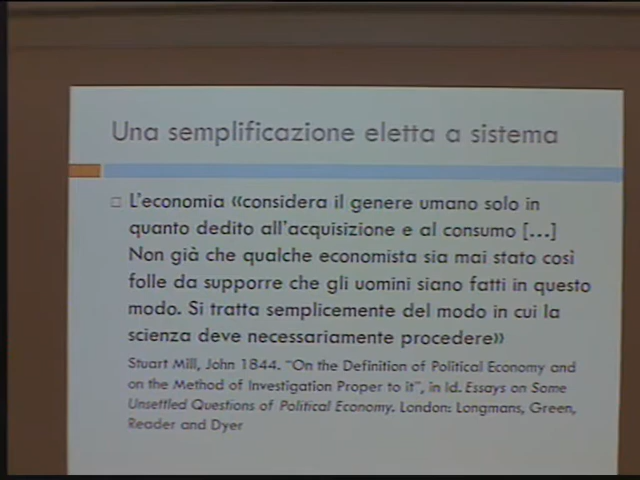 Una semplificazione eletta a sistema
L'economia «considera il genere umano solo in
quanto dedito all'acquisizione e al consumo [...]
Non già che qualche economista sia mai stato così
folle da supporre che gli uomini siano fatti in questo
modo. Si tratta semplicemente del modo in cui la
scienza deve necessariamente procedere»
Stuart Mill, John 1844. "On the Definition of Political Economy and
on the Method of Investigation Proper to it", in Id. Essays on Some
Unsettled Questions of Political Economy. London: Longmans, Green,
Reader and Dyer